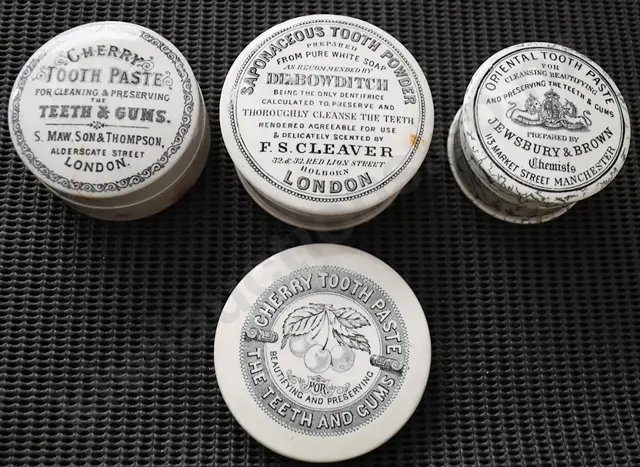 CHERRY
TOOTH PASTE
FOR CLEANING & PRESERVING
THE
TEETH & GUMS.
S. MAW, SON & THOMPSON,
ALDERSGATE STREET
LONDON.
SAPONACEOUS TOOTH POWDER
PREPARED
FROM PURE WHITE SOAP
AS RECOMMENDED BY
DR. BOWDITCH
BEING THE ONLY DENTIFRICE
CALCULATED TO PRESERVE AND
THOROUGHLY CLEANSE THE TEETH
RENDERED AGREEABLE FOR USE
& DELICATELY SCENTED BY
F. S. CLEAVER
32. & 33. RED LION STREET
HOLBORN
LONDON
ORIENTAL TOOTH PASTE
FOR
CLEANSING BEAUTIFYING
AND PRESERVING THE TEETH & GUMS
PREPARED BY
JEWSBURY & BROWN
Chemists
113 MARKET STREET MANCHESTER
CHERRY TOOTH PASTE
FOR
BEAUTIFYING AND PRESERVING
THE TEETH AND GUMS